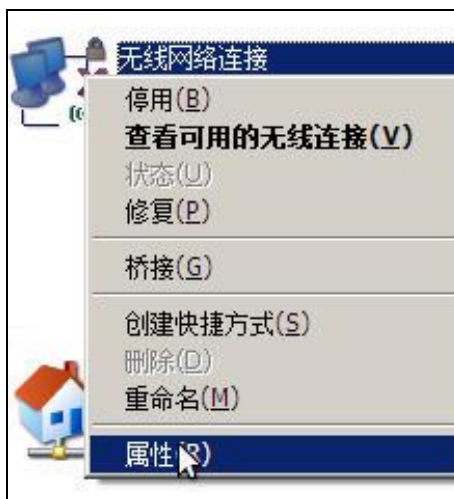 无线网络连接
停用(B)
查看可用的无线连接(V)
状态(U)
修复(P)
桥接(G)
创建快捷方式(S)
删除(D)
重命名(M)
属性(R)